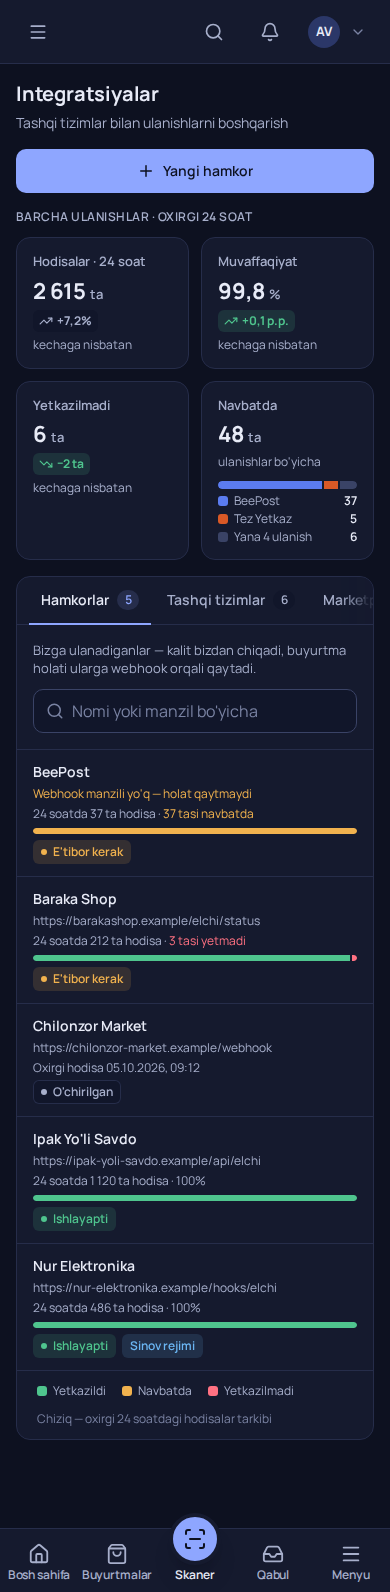 AV
Integratsiyalar
Tashqi tizimlar bilan ulanishlarni boshqarish
Yangi hamkor
BARCHA ULANISHLAR · OXIRGI 24 SOAT
Hodisalar · 24 soat
2 615 ta
+7,2%
kechaga nisbatan
Muvaffaqiyat
99,8 %
+0,1 p.p.
kechaga nisbatan
Yetkazilmadi
6 ta
−2 ta
kechaga nisbatan
Navbatda
48 ta
ulanishlar bo'yicha
BeePost 37
Tez Yetkaz 5
Yana 4 ulanish 6
Hamkorlar 5 Tashqi tizimlar 6 Marketp
Bizga ulanadiganlar — kalit bizdan chiqadi, buyurtma
holati ularga webhook orqali qaytadi.
Nomi yoki manzil bo'yicha
BeePost
Webhook manzili yo'q — holat qaytmaydi
24 soatda 37 ta hodisa · 37 tasi navbatda
E'tibor kerak
Baraka Shop
https://barakashop.example/elchi/status
24 soatda 212 ta hodisa · 3 tasi yetmadi
E'tibor kerak
Chilonzor Market
https://chilonzor-market.example/webhook
Oxirgi hodisa 05.10.2026, 09:12
O'chirilgan
Ipak Yo'li Savdo
https://ipak-yoli-savdo.example/api/elchi
24 soatda 1 120 ta hodisa · 100%
Ishlayapti
Nur Elektronika
https://nur-elektronika.example/hooks/elchi
24 soatda 486 ta hodisa · 100%
Ishlayapti Sinov rejimi
Yetkazildi Navbatda Yetkazilmadi
Chiziq — oxirgi 24 soatdagi hodisalar tarkibi
Bosh sahifa Buyurtmalar Skaner Qabul Menyu